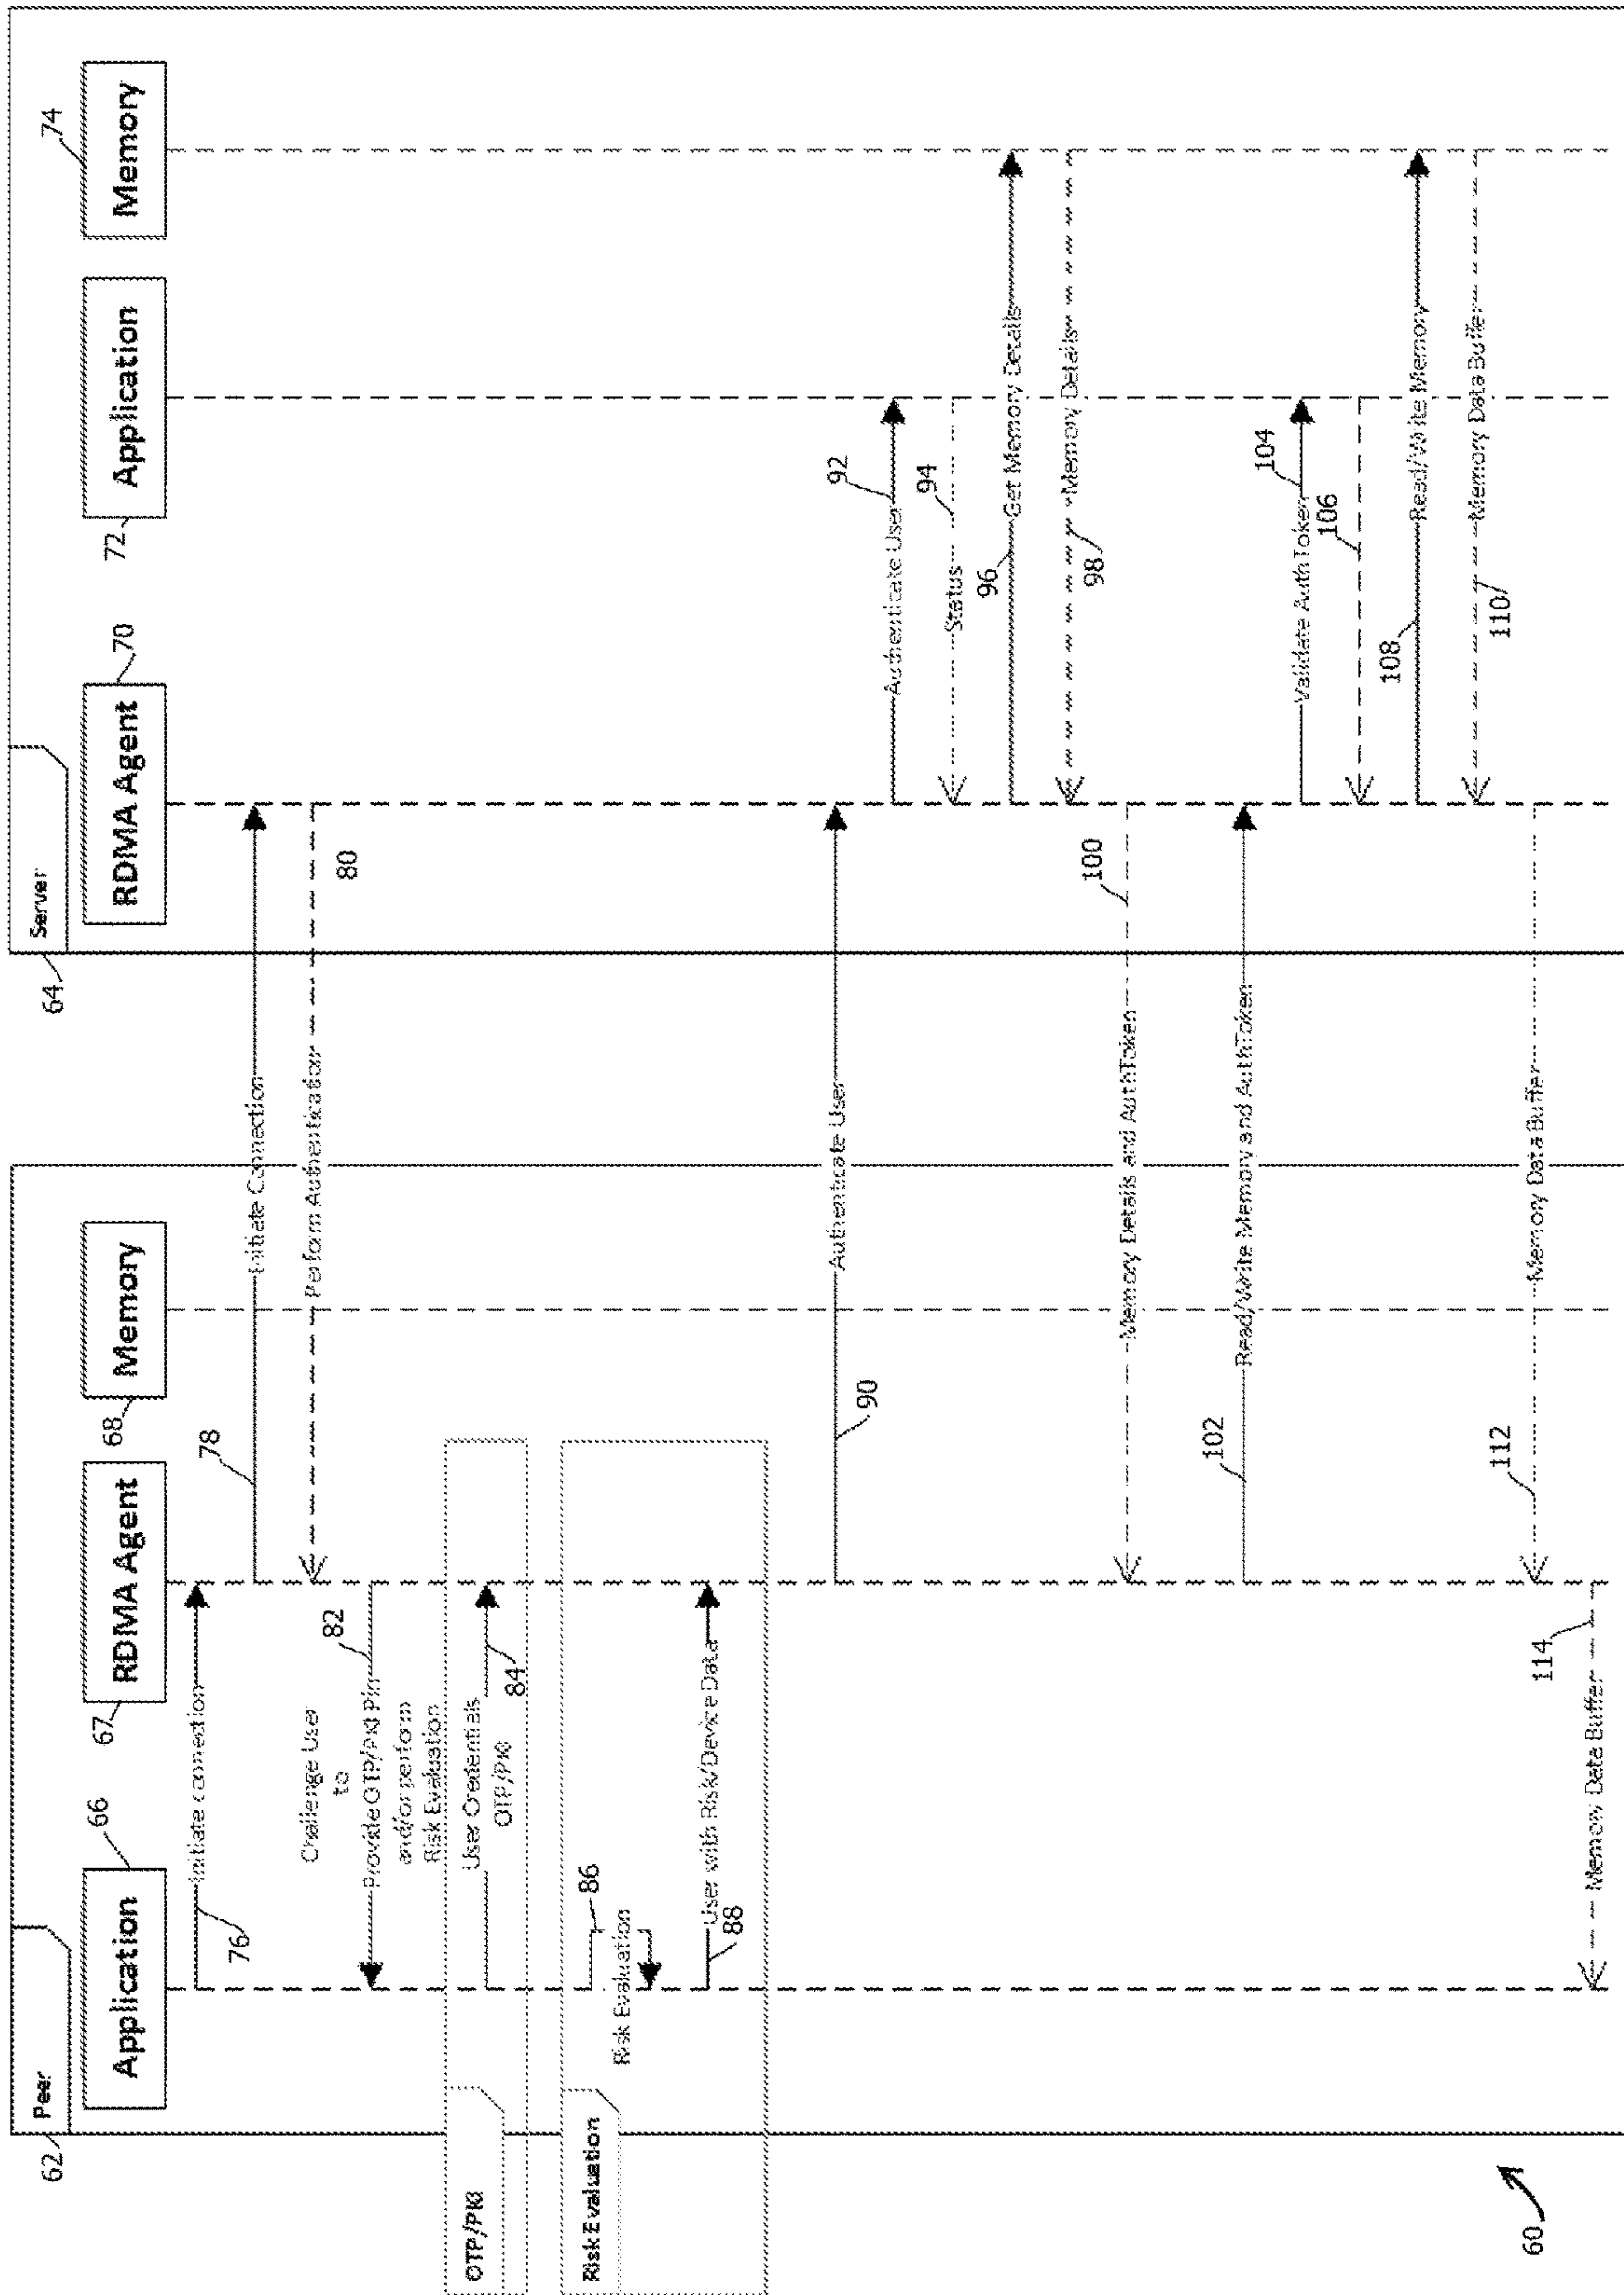 Peer
62
Server
64
Application
66
RDMA Agent
67
Memory
68
RDMA Agent
70
Application
72
Memory
74
Initiate connection
76
Initiate Connection
78
Perform Authentication
80
Challenge User
to
Provide OTP/PKI Pin
and/or perform
Risk Evaluation
82
OTP/PKI
User Credentials
OTP/PKI
84
Risk Evaluation
Risk Evaluation
86
User with Risk/Device Data
88
Authenticate User
90
Authenticate User
92
Status
94
Get Memory Details
96
Memory Details
98
Memory Details and AuthToken
100
Read/Write Memory and AuthToken
102
Validate AuthToken
104
106
Read/Write Memory
108
Memory Data Buffer
110
Memory Data Buffer
112
Memory Data Buffer
114
60